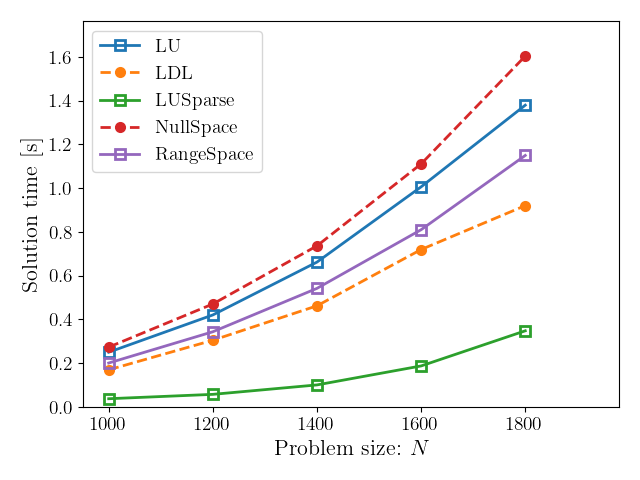 LU
LDL
LUSparse
NullSpace
RangeSpace
Solution time [s]
1.6
1.4
1.2
1.0
0.8
0.6
0.4
0.2
0.0
1000 1200 1400 1600 1800
Problem size: N